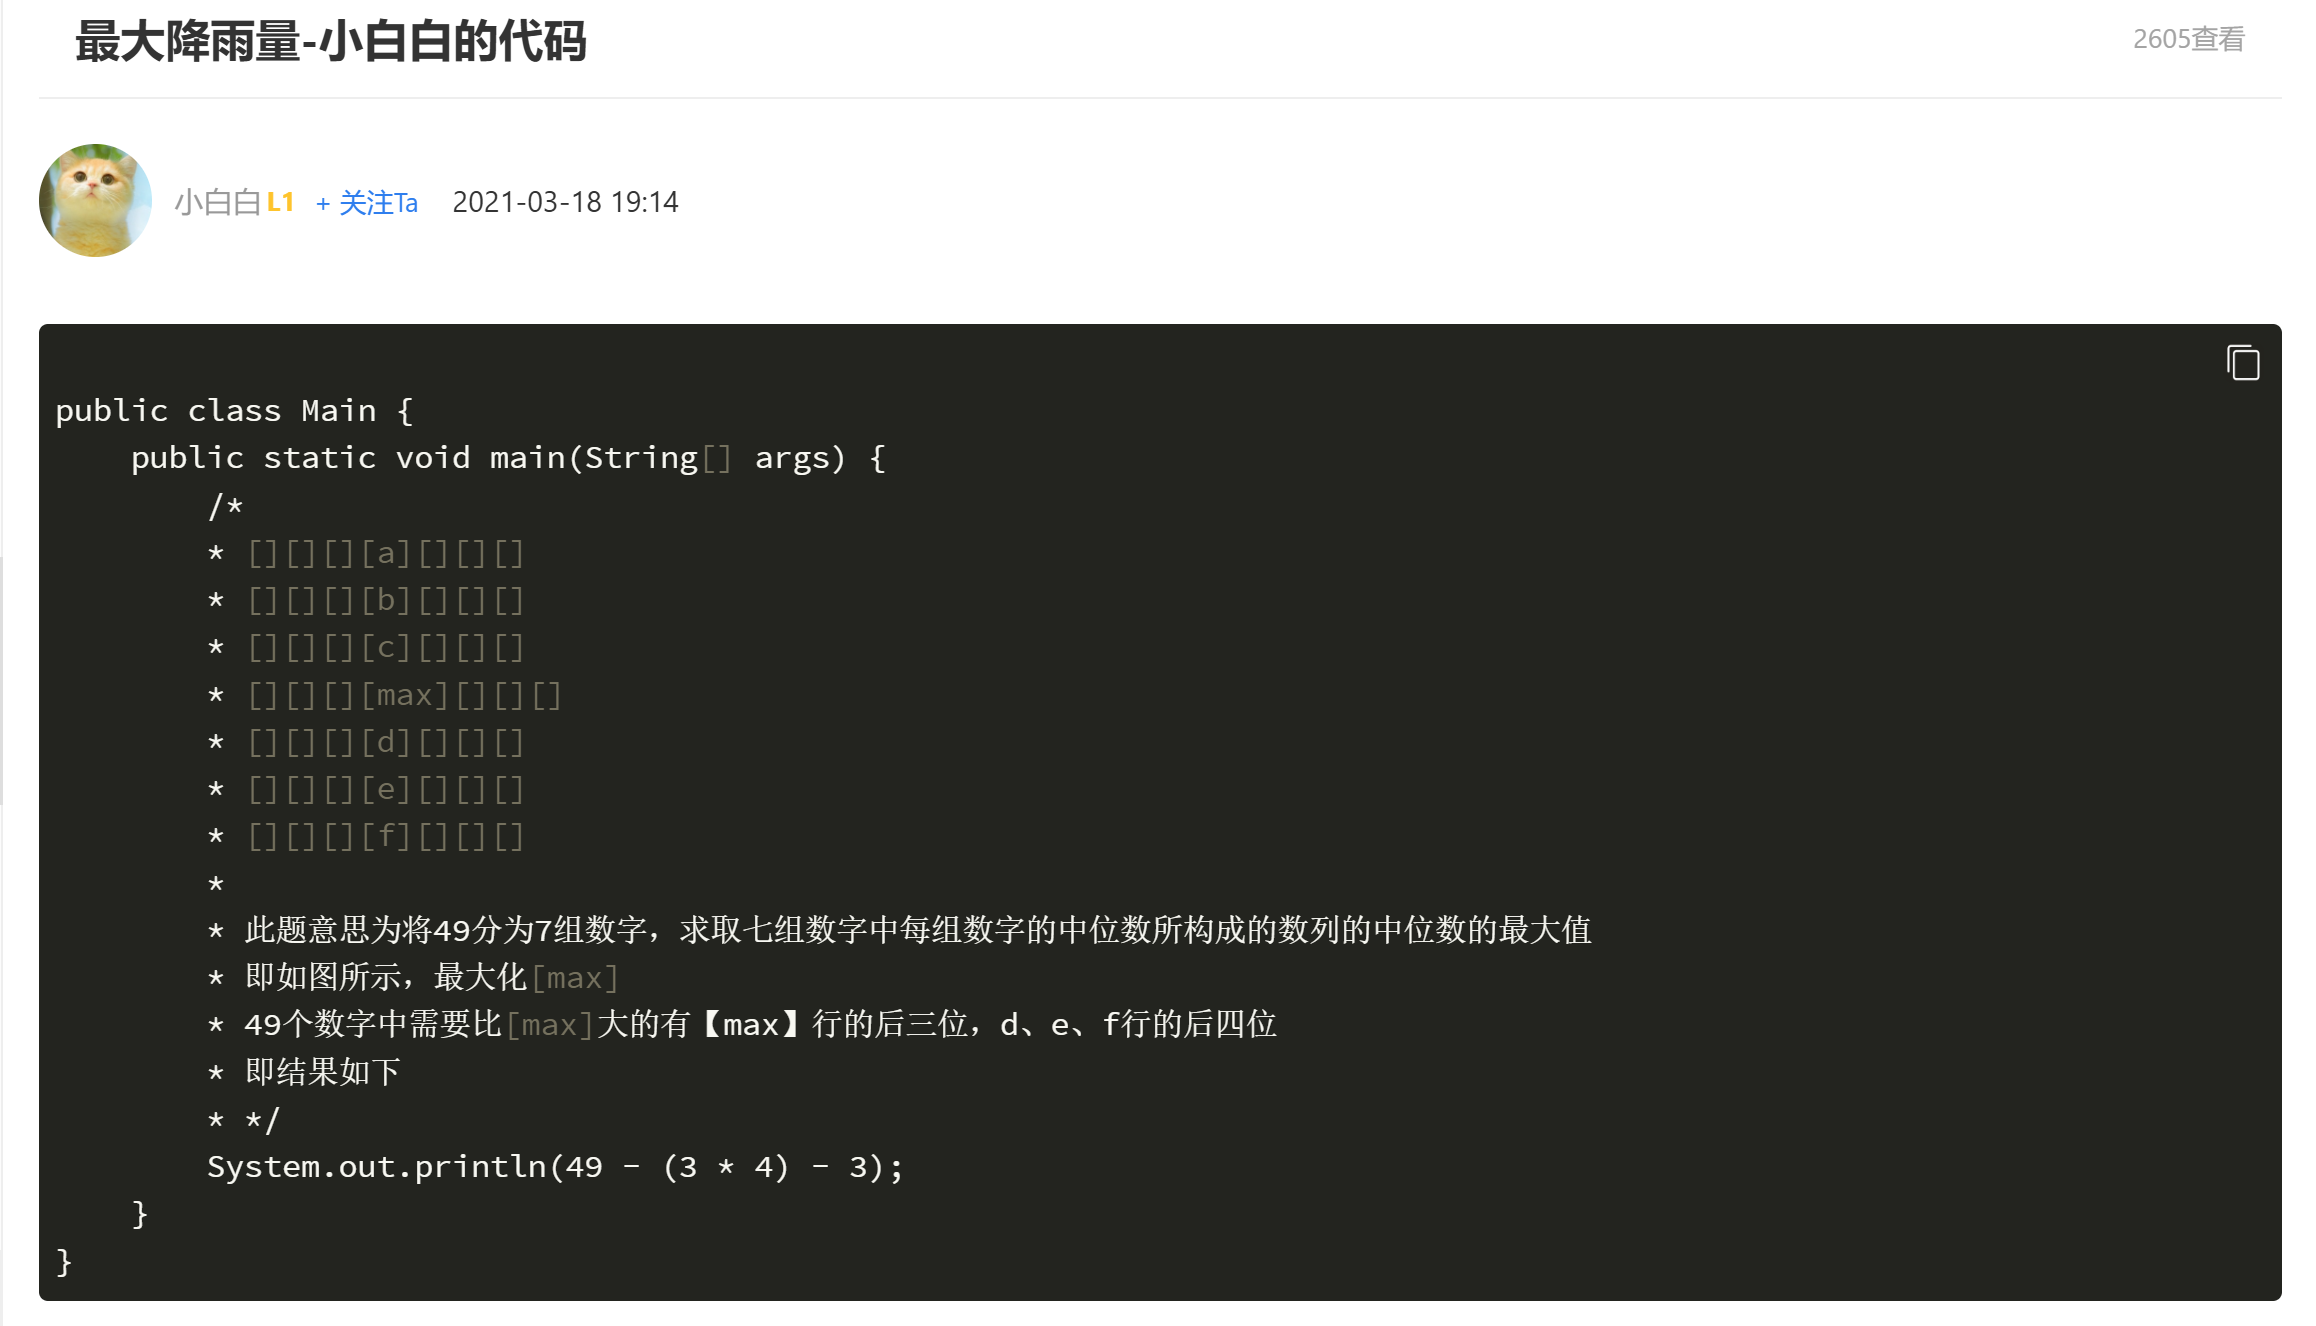 最大降雨量-小白白的代码
2605查看
小白白 L1 + 关注Ta 2021-03-18 19:14
public class Main {
    public static void main(String[] args) {
        /*
        * [][][][a][][][]
        * [][][][b][][][]
        * [][][][c][][][]
        * [][][][max][][][]
        * [][][][d][][][]
        * [][][][e][][][]
        * [][][][f][][][]
        *
        * 此题意思为将49分为7组数字，求取七组数字中每组数字的中位数所构成的数列的中位数的最大值
        * 即如图所示，最大化[max]
        * 49个数字中需要比[max]大的有【max】行的后三位，d、e、f行的后四位
        * 即结果如下
        * */
        System.out.println(49 - (3 * 4) - 3);
    }
}